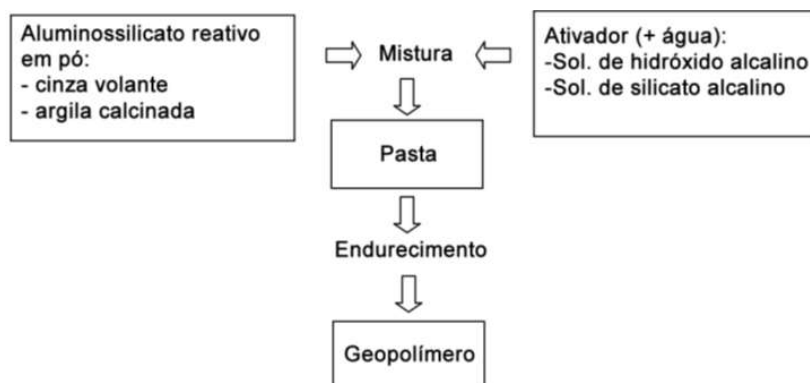 Aluminossilicato reativo
em pó:
- cinza volante
- argila calcinada
Mistura
Ativador (+ água):
-Sol. de hidróxido alcalino
-Sol. de silicato alcalino
Pasta
Endurecimento
Geopolímero